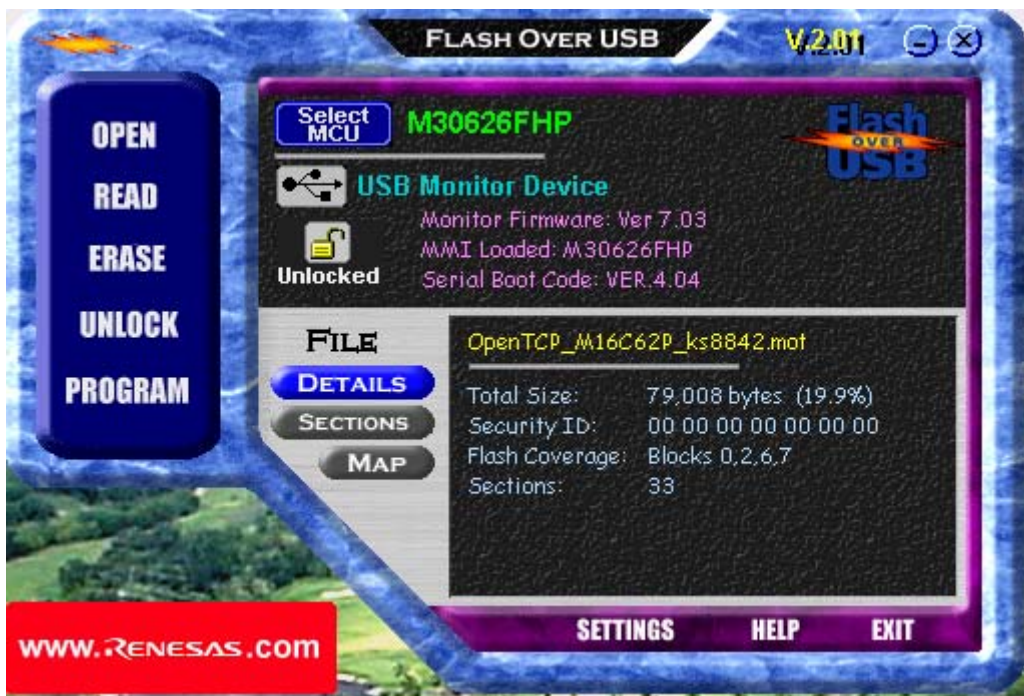 FLASH OVER USB
V.2.01
OPEN
READ
ERASE
UNLOCK
PROGRAM
Select MCU
M30626FHP
Flash
OVER
USB
USB Monitor Device
Monitor Firmware: Ver 7.03
MMI Loaded: M30626FHP
Serial Boot Code: VER.4.04
Unlocked
FILE
DETAILS
SECTIONS
MAP
OpenTCP_M16C62P_ks8842.mot
Total Size: 79,008 bytes (19.9%)
Security ID: 00 00 00 00 00 00 00
Flash Coverage: Blocks 0,2,6,7
Sections: 33
SETTINGS
HELP
EXIT
www.RENESAS.com